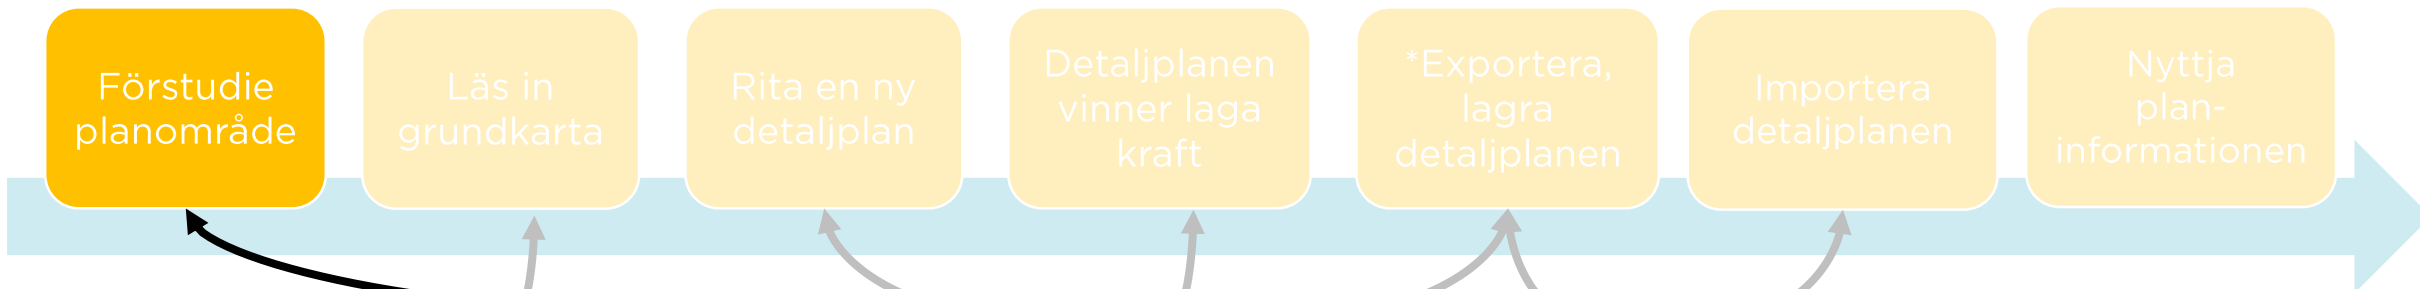 Förstudie
planområde
Läs in
grundkarta
Rita en ny
detaljplan
Detaljplanen
vinner laga
kraft
*Exportera,
lagra
detaljplanen
Importera
detaljplanen
Nyttja
plan-
informationen